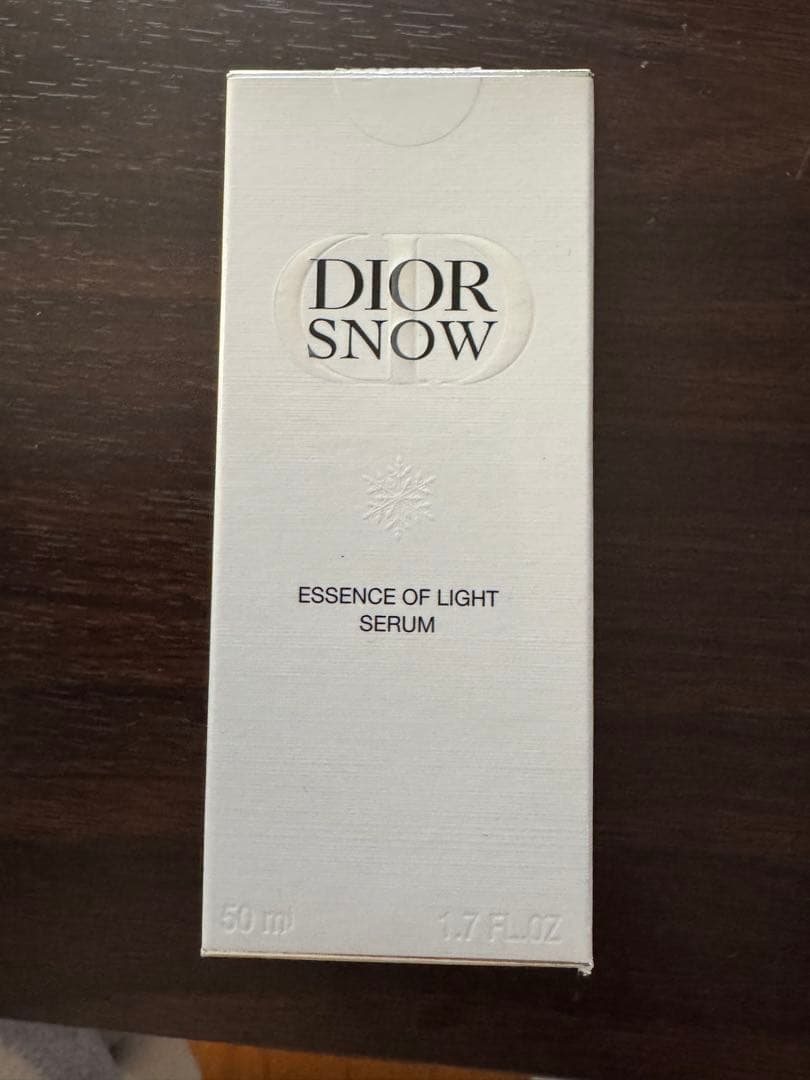 DIOR
SNOW
ESSENCE OF LIGHT
SERUM
50 ml
1.7 FL.OZ